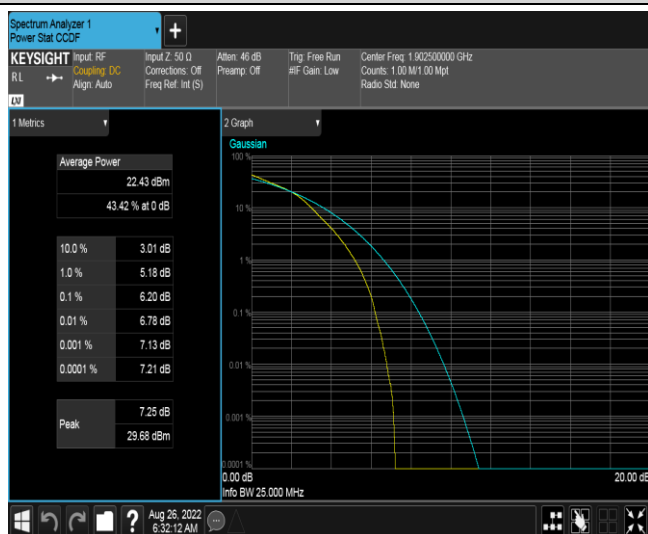 Spectrum Analyzer 1
Power Stat CCDF
KEYSIGHT
RL
LXI
Input: RF
Coupling: DC
Align: Auto
Input Z: 50 Ω
Corrections: Off
Freq Ref: Int (S)
Atten: 46 dB
Preamp: Off
Trig: Free Run
#IF Gain: Low
Center Freq: 1.902500000 GHz
Counts: 1.00 M/1.00 Mpt
Radio Std: None
1 Metrics
Average Power
22.43 dBm
43.42 % at 0 dB
10.0 % 3.01 dB
1.0 % 5.18 dB
0.1 % 6.20 dB
0.01 % 6.78 dB
0.001 % 7.13 dB
0.0001 % 7.21 dB
Peak
7.25 dB
29.68 dBm
2 Graph
Gaussian
100 %
10 %
1 %
0.1 %
0.01 %
0.001 %
0.0001 %
0.00 dB 20.00 dB
Info BW 25.000 MHz
?
Aug 26, 2022
6:32:12 AM